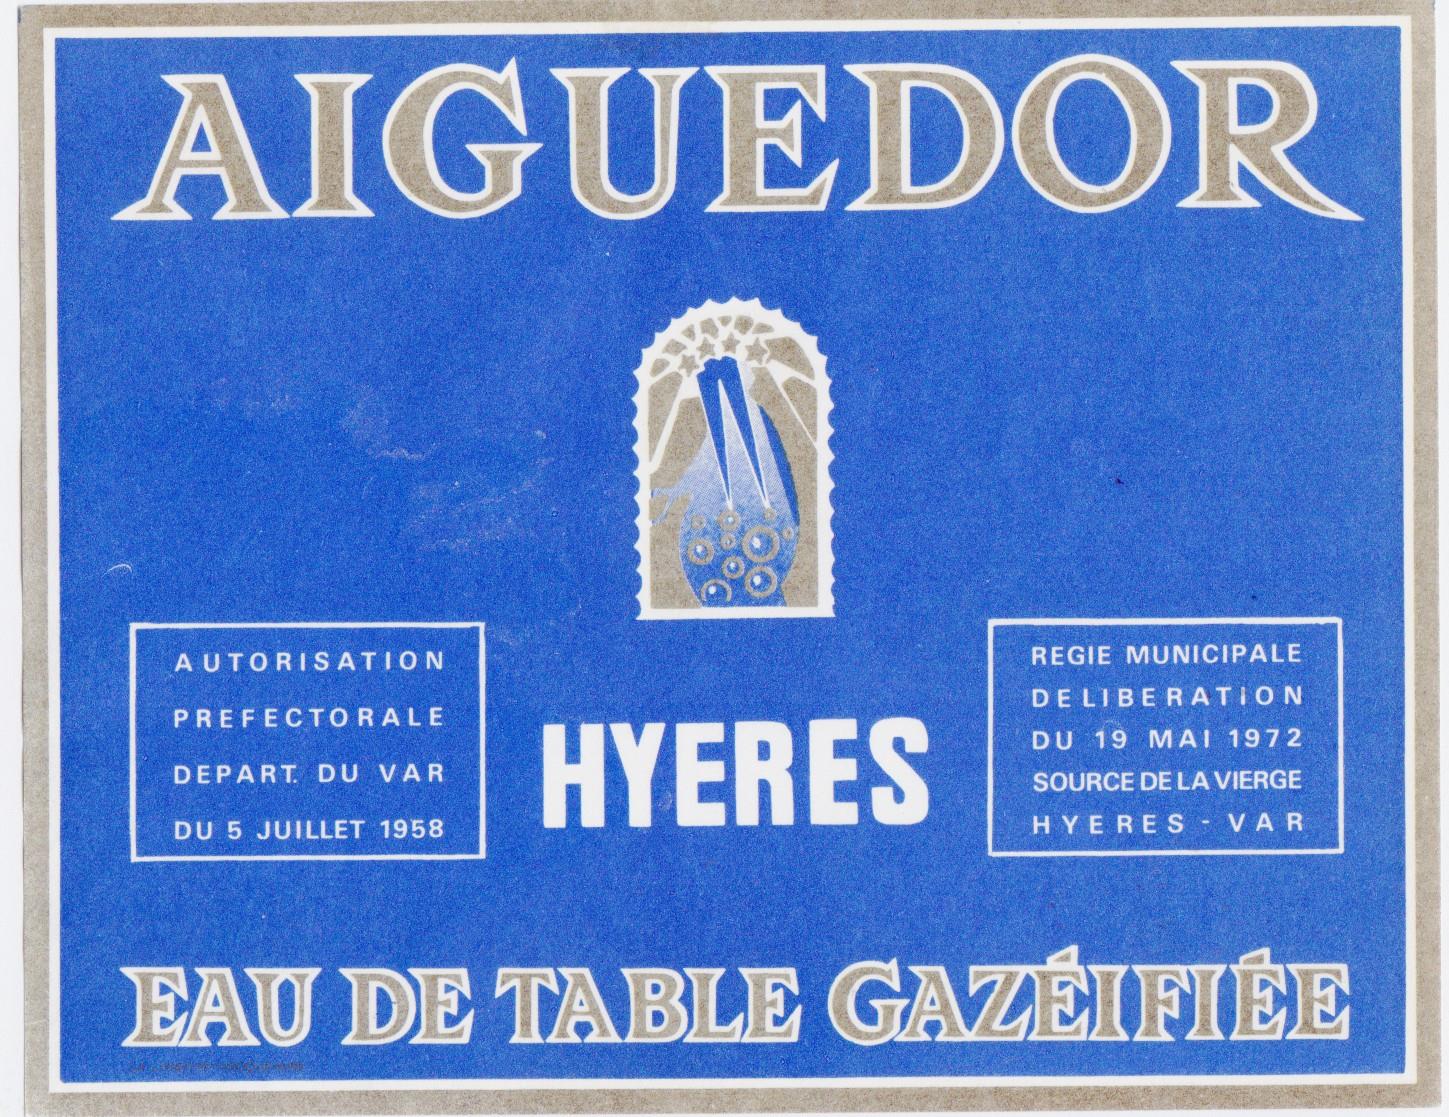 AIGUEDOR
AUTORISATION
PREFECTORALE
DEPART. DU VAR
DU 5 JUILLET 1958
HYERES
REGIE MUNICIPALE
DELIBERATION
DU 19 MAI 1972
SOURCE DE LA VIERGE
HYERES - VAR
EAU DE TABLE GAZÉIFIÉE